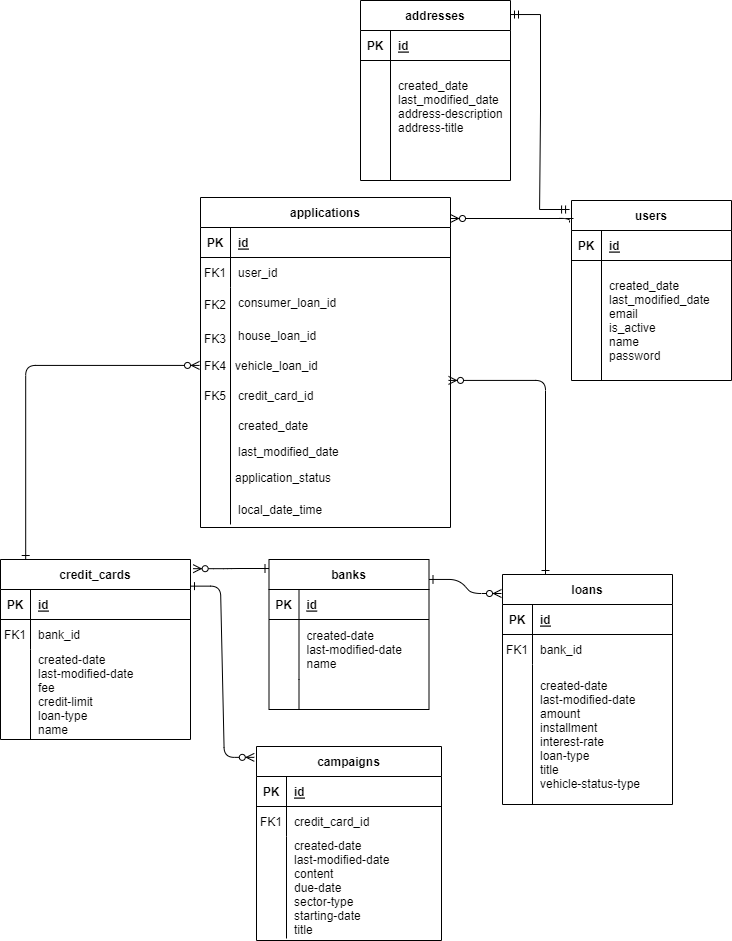 addresses
PK id
created_date
last_modified_date
address-description
address-title
applications
PK id
FK1 user_id
FK2 consumer_loan_id
FK3 house_loan_id
FK4 vehicle_loan_id
FK5 credit_card_id
created_date
last_modified_date
application_status
local_date_time
users
PK id
created_date
last_modified_date
email
is_active
name
password
credit_cards
PK id
FK1 bank_id
created-date
last-modified-date
fee
credit-limit
loan-type
name
banks
PK id
created-date
last-modified-date
name
loans
PK id
FK1 bank_id
created-date
last-modified-date
amount
installment
interest-rate
loan-type
title
vehicle-status-type
campaigns
PK id
FK1 credit_card_id
created-date
last-modified-date
content
due-date
sector-type
starting-date
title